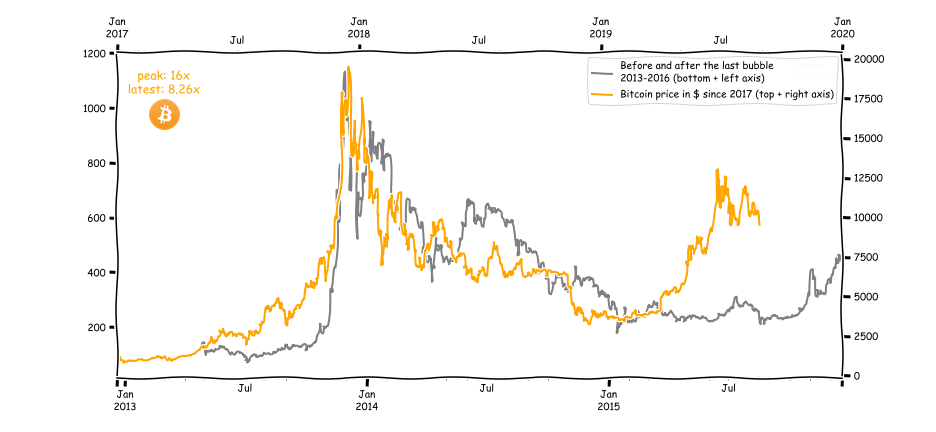 Jan
2017
Jul
Jan
2018
Jul
Jan
2019
Jul
Jan
2020
1200
1000
800
600
400
200
peak: 16x
latest: 8.26x
Before and after the last bubble
2013-2016 (bottom + left axis)
Bitcoin price in $ since 2017 (top + right axis)
20000
17500
15000
12500
10000
7500
5000
2500
0
Jan
2013
Jul
Jan
2014
Jul
Jan
2015
Jul